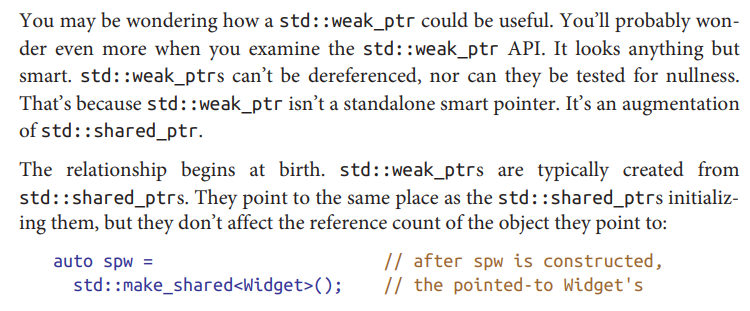 You may be wondering how a std::weak_ptr could be useful. You’ll probably won-
der even more when you examine the std::weak_ptr API. It looks anything but
smart. std::weak_ptrs can’t be dereferenced, nor can they be tested for nullness.
That’s because std::weak_ptr isn’t a standalone smart pointer. It’s an augmentation
of std::shared_ptr.
The relationship begins at birth. std::weak_ptrs are typically created from
std::shared_ptrs. They point to the same place as the std::shared_ptrs initializ-
ing them, but they don’t affect the reference count of the object they point to:
auto spw = // after spw is constructed,
std::make_shared<Widget>(); // the pointed-to Widget's